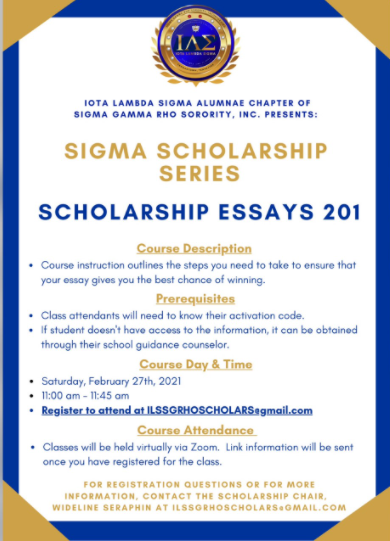 ΙΛΣ
IOTA LAMBDA SIGMA
IOTA LAMBDA SIGMA ALUMNAE CHAPTER OF
SIGMA GAMMA RHO SORORITY, INC. PRESENTS:
SIGMA SCHOLARSHIP
SERIES
SCHOLARSHIP ESSAYS 201
Course Description
• Course instruction outlines the steps you need to take to ensure that
your essay gives you the best chance of winning.
Prerequisites
• Class attendants will need to know their activation code.
• If student doesn't have access to the information, it can be obtained
through their school guidance counselor.
Course Day & Time
• Saturday, February 27th, 2021
• 11:00 am - 11:45 am
• Register to attend at ILSSGRHOSCHOLARS@gmail.com
Course Attendance
• Classes will be held virtually via Zoom. Link information will be sent
once you have registered for the class.
FOR REGISTRATION QUESTIONS OR FOR MORE
INFORMATION, CONTACT THE SCHOLARSHIP CHAIR,
WIDELINE SERAPHIN AT ILSSGRHOSCHOLARS@GMAIL.COM